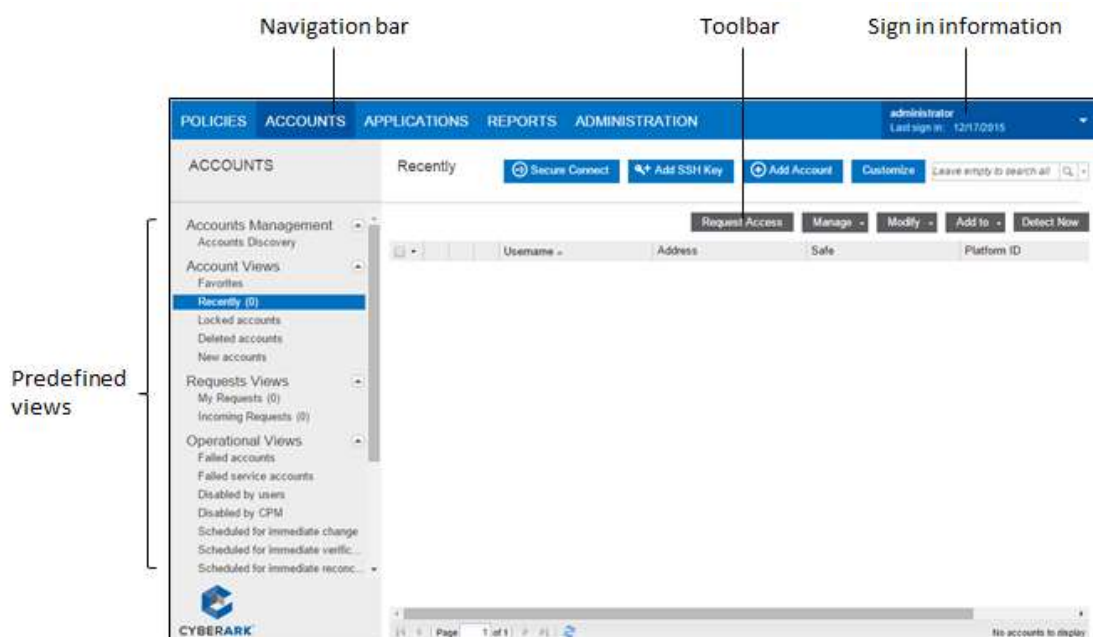 Navigation bar
Toolbar
Sign in information
POLICIES ACCOUNTS APPLICATIONS REPORTS ADMINISTRATION
administrator
Last sign in: 12/17/2015
ACCOUNTS
Recently
Secure Connect
Add SSH Key
Add Account
Customize
Leave empty to search all
Request Access
Manage
Modify
Add to
Detect Now
Username
Address
Safe
Platform ID
Predefined
views
Accounts Management
Accounts Discovery
Account Views
Favorites
Recently (0)
Locked accounts
Deleted accounts
New accounts
Requests Views
My Requests (0)
Incoming Requests (0)
Operational Views
Failed accounts
Failed service accounts
Disabled by users
Disabled by CPM
Scheduled for immediate change
Scheduled for immediate verific...
Scheduled for immediate reconc...
CYBERARK
Page 1 of 1
No accounts to display